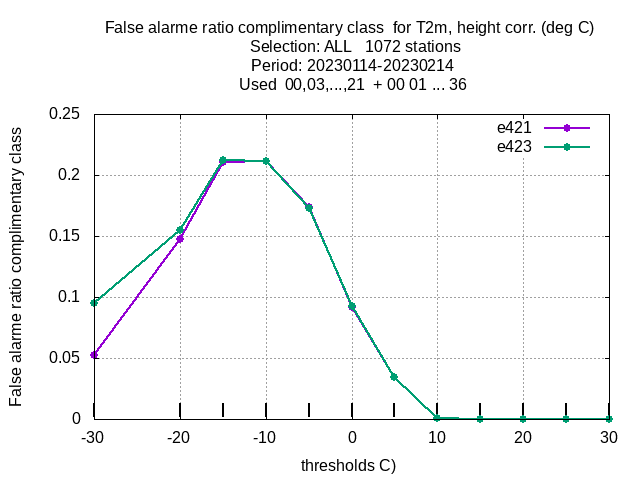 False alarme ratio complimentary class  for T2m, height corr. (deg C)
Selection: ALL   1072 stations
Period: 20230114-20230214
Used  00,03,...,21  + 00 01 ... 36
e421
e423
False alarme ratio complimentary class
0.25
0.2
0.15
0.1
0.05
0
-30 -20 -10 0 10 20 30
thresholds C)